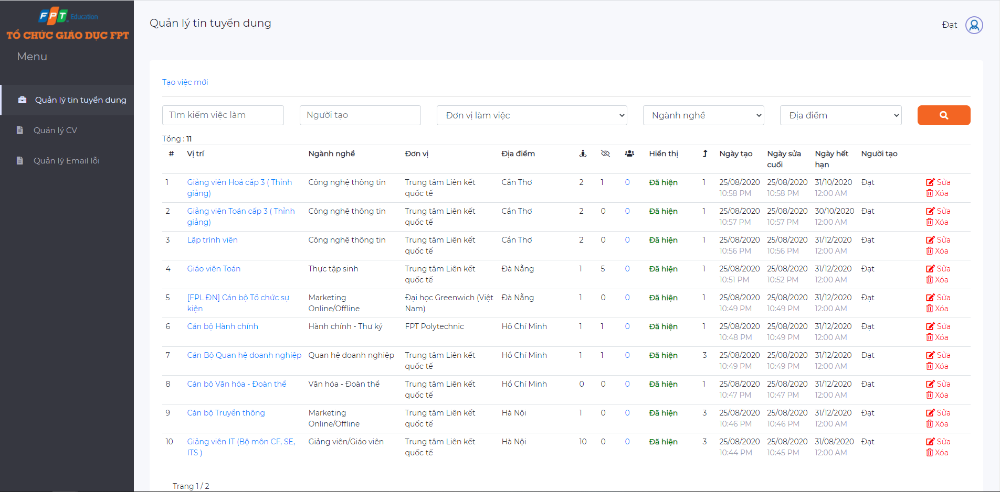 FPT Education
TỔ CHỨC GIÁO DỤC FPT
Menu
Quản lý tin tuyển dụng
Quản lý CV
Quản lý Email lỗi
Quản lý tin tuyển dụng
Đạt
Tạo việc mới
Tìm kiếm việc làm Người tạo Đơn vị làm việc Ngành nghề Địa điểm
Tổng : 11
# Vị trí Ngành nghề Đơn vị Địa điểm Hiển thị Ngày tạo Ngày sửa Ngày hết Người tạo
cuối hạn
1 Giảng viên Hoá cấp 3 ( Thỉnh Công nghệ thông tin Trung tâm Liên kết Cần Thơ 2 1 0 Đã hiện 1 25/08/2020 25/08/2020 31/10/2020 Đạt Sửa
giảng) quốc tế 10:58 PM 10:58 PM 12:00 AM Xóa
2 Giảng viên Toán cấp 3 ( Thỉnh Công nghệ thông tin Trung tâm Liên kết Cần Thơ 2 0 0 Đã hiện 1 25/08/2020 25/08/2020 30/10/2020 Đạt Sửa
giảng) quốc tế 10:57 PM 10:57 PM 12:00 AM Xóa
3 Lập trình viên Công nghệ thông tin Trung tâm Liên kết Cần Thơ 2 0 0 Đã hiện 1 25/08/2020 25/08/2020 31/12/2020 Đạt Sửa
quốc tế 10:56 PM 10:56 PM 12:00 AM Xóa
4 Giáo viên Toán Thực tập sinh Trung tâm Liên kết Đà Nẵng 1 5 0 Đã hiện 1 25/08/2020 25/08/2020 31/12/2020 Đạt Sửa
quốc tế 10:51 PM 10:52 PM 12:00 AM Xóa
5 [FPL ĐN] Cán bộ Tổ chức sự Marketing Đại học Greenwich (Việt Đà Nẵng 1 0 0 Đã hiện 1 25/08/2020 25/08/2020 31/12/2020 Đạt Sửa
kiện Online/Offline Nam) 10:49 PM 10:49 PM 12:00 AM Xóa
6 Cán bộ Hành chính Hành chính - Thư ký FPT Polytechnic Hồ Chí Minh 1 1 0 Đã hiện 1 25/08/2020 25/08/2020 31/12/2020 Đạt Sửa
10:48 PM 10:49 PM 12:00 AM Xóa
7 Cán Bộ Quan hệ doanh nghiệp Quan hệ doanh nghiệp Trung tâm Liên kết Hồ Chí Minh 1 1 0 Đã hiện 3 25/08/2020 25/08/2020 31/12/2020 Đạt Sửa
quốc tế 10:49 PM 10:49 PM 12:00 AM Xóa
8 Cán bộ Văn hóa - Đoàn thể Văn hóa - Đoàn thể Trung tâm Liên kết Hồ Chí Minh 0 0 0 Đã hiện 1 25/08/2020 25/08/2020 31/12/2020 Đạt Sửa
quốc tế 10:47 PM 10:47 PM 12:00 AM Xóa
9 Cán bộ Truyền thông Marketing Trung tâm Liên kết Hà Nội 1 0 0 Đã hiện 3 25/08/2020 25/08/2020 31/12/2020 Đạt Sửa
Online/Offline quốc tế 10:46 PM 10:46 PM 12:00 AM Xóa
10 Giảng viên IT (Bộ môn CF, SE, Giảng viên/Giáo viên Trung tâm Liên kết Hà Nội 10 0 0 Đã hiện 3 25/08/2020 25/08/2020 31/08/2020 Đạt Sửa
ITS ) quốc tế 10:44 PM 10:45 PM 12:00 AM Xóa
Trang 1 / 2